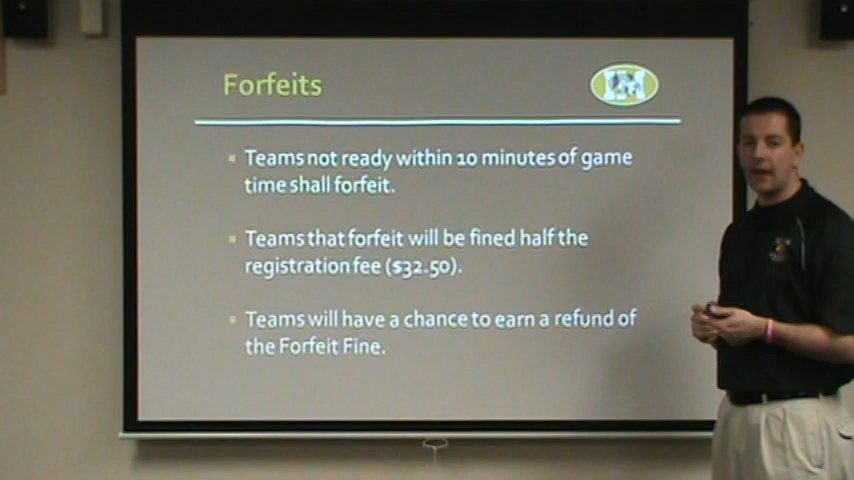 Forfeits
Teams not ready within 10 minutes of game
time shall forfeit.
Teams that forfeit will be fined half the
registration fee ($32.50).
Teams will have a chance to earn a refund of
the Forfeit Fine.